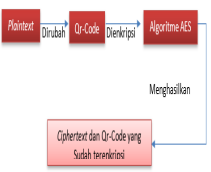 Plaintext
Dirubah
Qr-Code
Dienkripsi
Algoritme AES
Menghasilkan
Ciphertext dan Qr-Code yang
Sudah terenkripsi